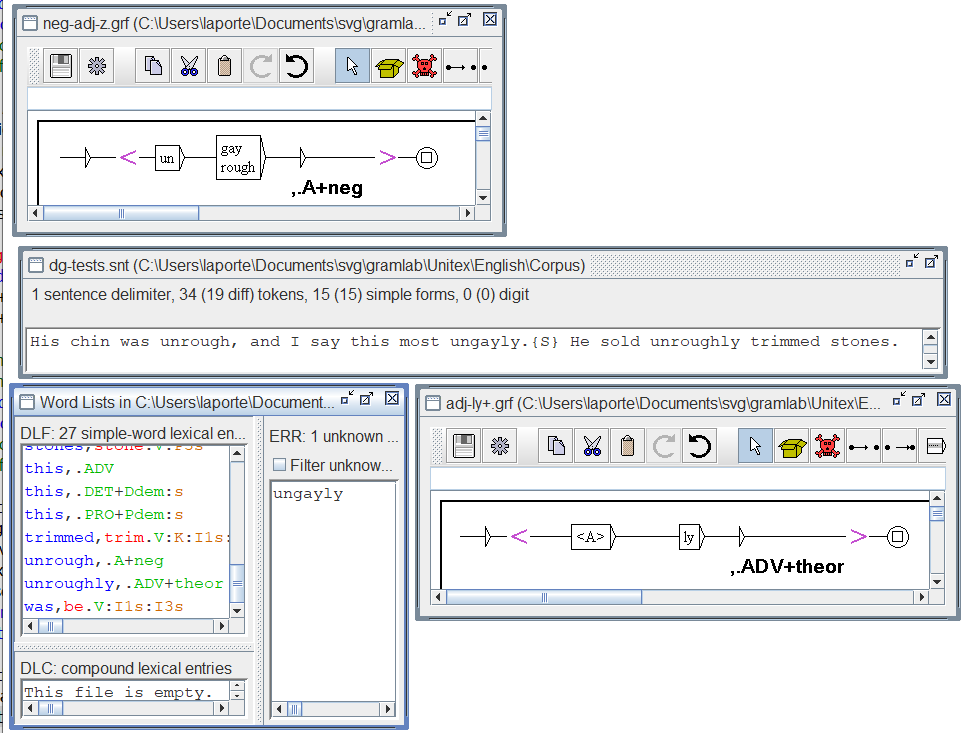 neg-adj-z.grf (C:\Users\laporte\Documents\svg\gramla...
un
gay
rough
,.A+neg
dg-tests.snt (C:\Users\laporte\Documents\svg\gramlab\Unitex\English\Corpus)
1 sentence delimiter, 34 (19 diff) tokens, 15 (15) simple forms, 0 (0) digit
His chin was unrough, and I say this most ungayly.{S} He sold unroughly trimmed stones.
Word Lists in C:\Users\laporte\Document...
DLF: 27 simple-word lexical en...
stones,stone.V:P3s
this,.ADV
this,.DET+Ddem:s
this,.PRO+Pdem:s
trimmed,trim.V:K:I1s:
unrough,.A+neg
unroughly,.ADV+theor
was,be.V:I1s:I3s
DLC: compound lexical entries
This file is empty.
ERR: 1 unknown ...
Filter unknow...
ungayly
adj-ly+.grf (C:\Users\laporte\Documents\svg\gramlab\Unitex\E...
<A>
ly
,.ADV+theor